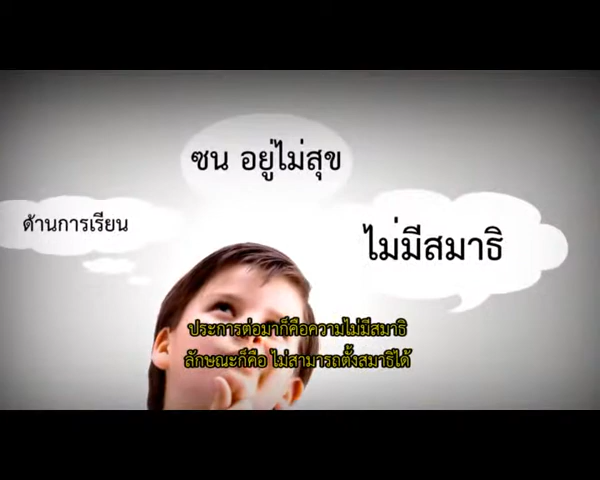 ซน อยู่ไม่สุข
ด้านการเรียน
ไม่มีสมาธิ
ประการต่อมาก็คือความไม่มีสมาธิ
ลักษณะก็คือ ไม่สามารถตั้งสมาธิได้